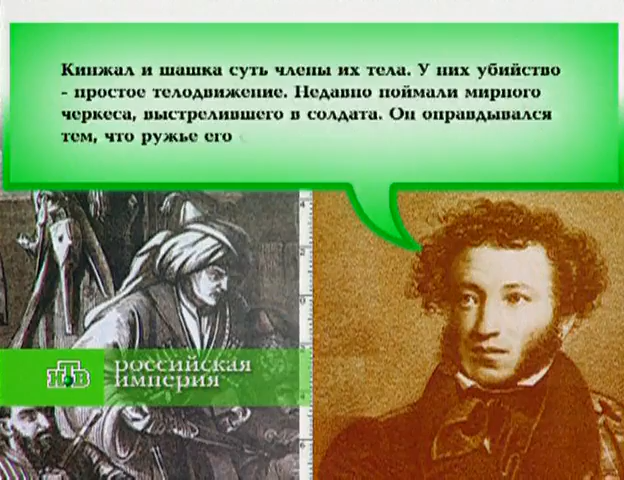 Кинжал и шашка суть члены их тела. У них убийство
- простое телодвижение. Недавно поймали мирного
черкеса, выстрелившего в солдата. Он оправдывался
тем, что ружье его
НТВ
российская
империя